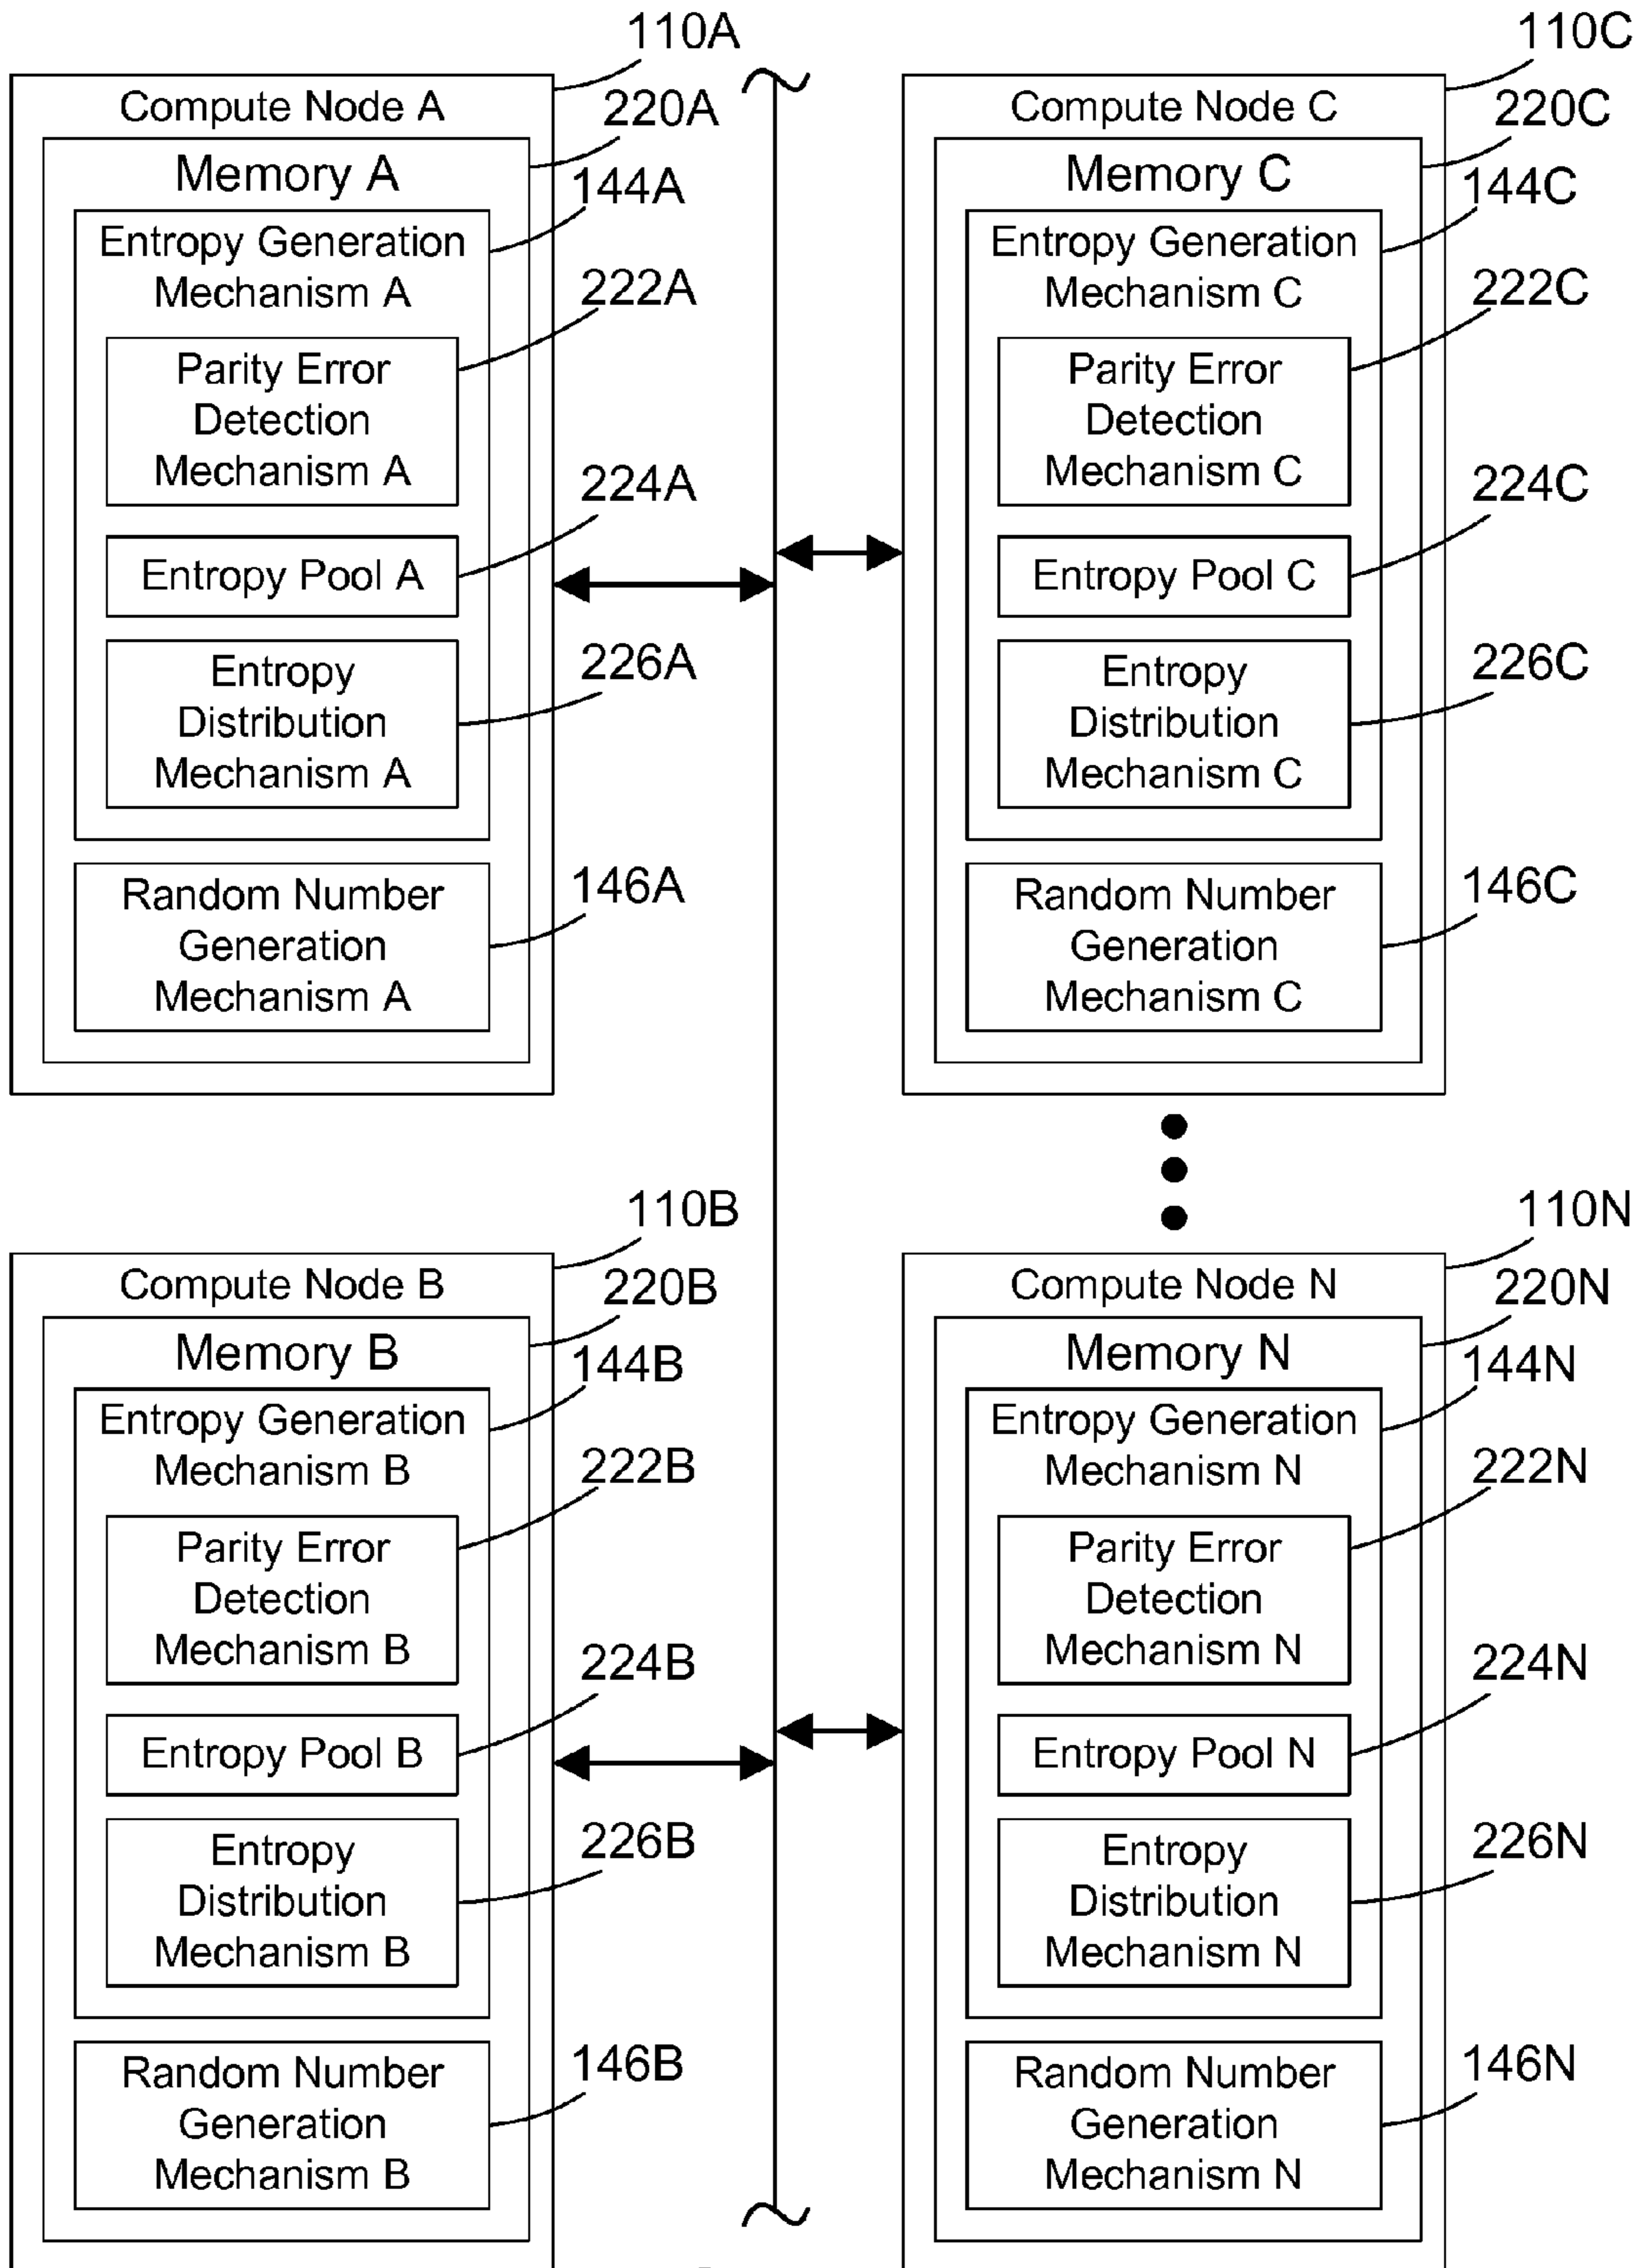 110A
Compute Node A
220A
Memory A
144A
Entropy Generation
Mechanism A
222A
Parity Error
Detection
Mechanism A
224A
Entropy Pool A
226A
Entropy
Distribution
Mechanism A
146A
Random Number
Generation
Mechanism A
110C
Compute Node C
220C
Memory C
144C
Entropy Generation
Mechanism C
222C
Parity Error
Detection
Mechanism C
224C
Entropy Pool C
226C
Entropy
Distribution
Mechanism C
146C
Random Number
Generation
Mechanism C
110B
Compute Node B
220B
Memory B
144B
Entropy Generation
Mechanism B
222B
Parity Error
Detection
Mechanism B
224B
Entropy Pool B
226B
Entropy
Distribution
Mechanism B
146B
Random Number
Generation
Mechanism B
110N
Compute Node N
220N
Memory N
144N
Entropy Generation
Mechanism N
222N
Parity Error
Detection
Mechanism N
224N
Entropy Pool N
226N
Entropy
Distribution
Mechanism N
146N
Random Number
Generation
Mechanism N